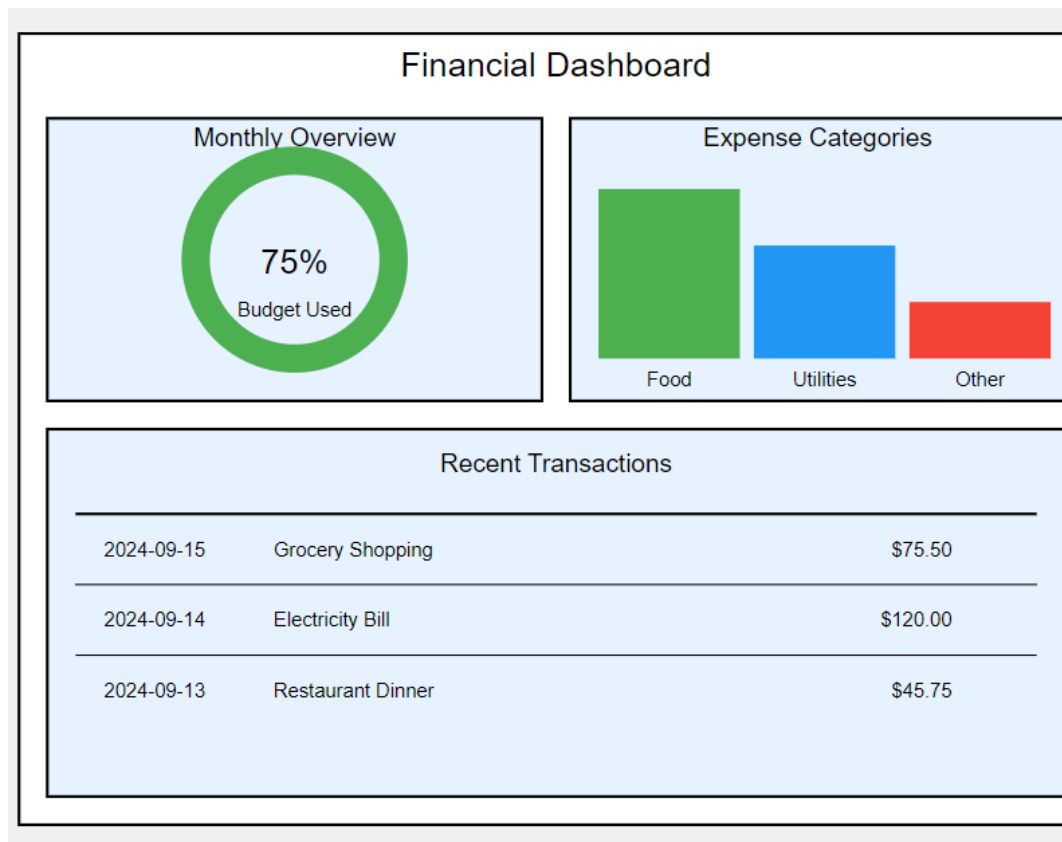 Financial Dashboard
Monthly Overview
75%
Budget Used
Expense Categories
Food Utilities Other
Recent Transactions
2024-09-15 Grocery Shopping $75.50
2024-09-14 Electricity Bill $120.00
2024-09-13 Restaurant Dinner $45.75